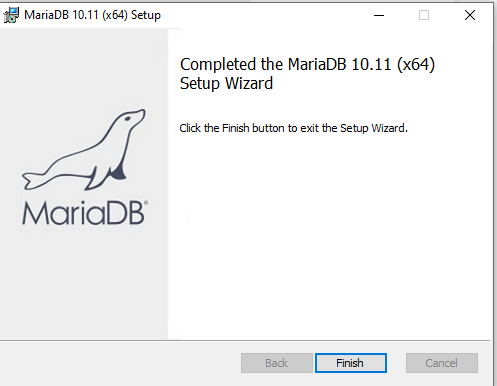 MariaDB 10.11 (x64) Setup
Completed the MariaDB 10.11 (x64)
Setup Wizard
Click the Finish button to exit the Setup Wizard.
MariaDB®
Back
Finish
Cancel